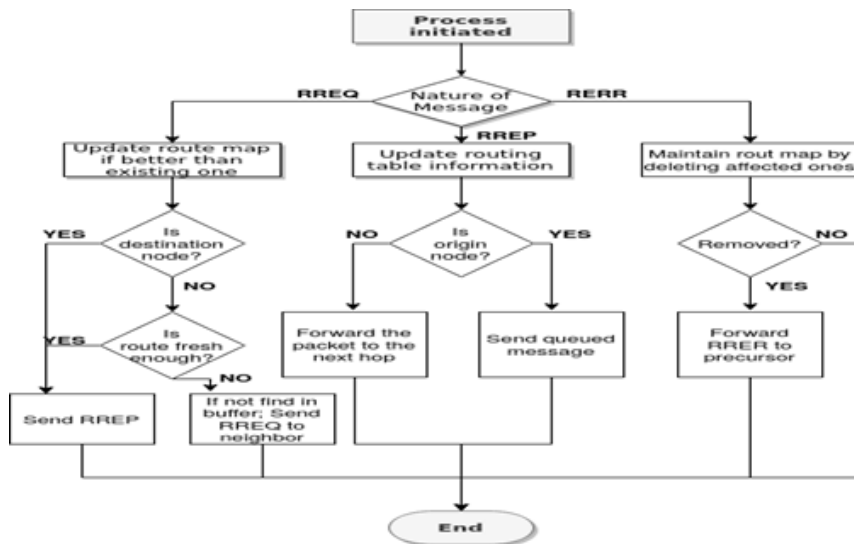 Process
initiated
RREQ
Nature of
Message
RERR
RREP
Update route map
if better than
existing one
Update routing
table information
Maintain rout map by
deleting affected ones
YES
Is
destination
node?
NO
Is
origin
node?
YES
Removed?
NO
NO
YES
YES
Is
route fresh
enough?
NO
Forward the
packet to the
next hop
Send queued
message
Forward
RRER to
precursor
Send RREP
If not find in
buffer; Send
RREQ to
neighbor
End